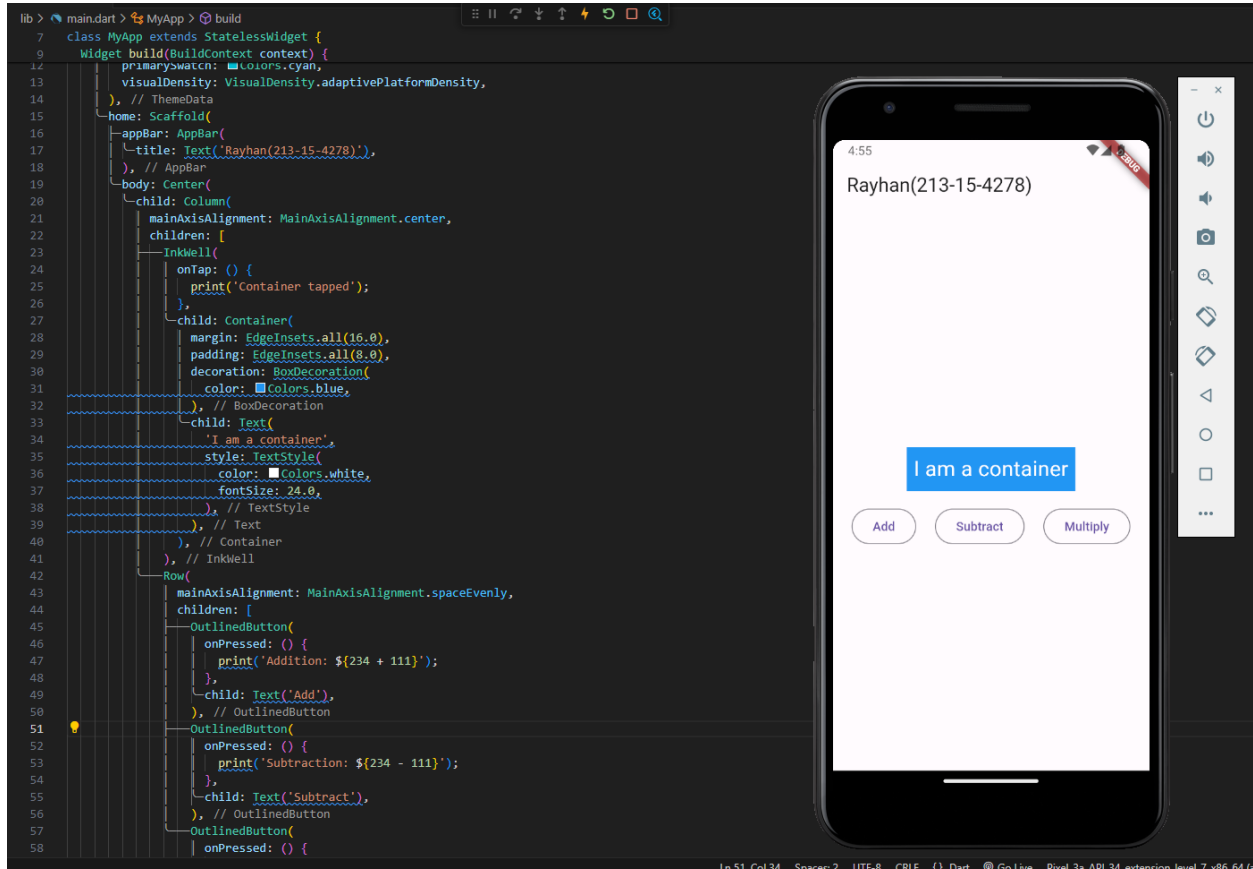 lib > main.dart > MyApp > build
7 class MyApp extends StatelessWidget {
9 Widget build(BuildContext context) {
12 primarySwatch: Colors.cyan,
13 visualDensity: VisualDensity.adaptivePlatformDensity,
14 ), // ThemeData
15 home: Scaffold(
16 appBar: AppBar(
17 title: Text('Rayhan(213-15-4278)'),
18 ), // AppBar
19 body: Center(
20 child: Column(
21 mainAxisAlignment: MainAxisAlignment.center,
22 children: [
23 InkWell(
24 onTap: () {
25 print('Container tapped');
26 },
27 child: Container(
28 margin: EdgeInsets.all(16.0),
29 padding: EdgeInsets.all(8.0),
30 decoration: BoxDecoration(
31 color: Colors.blue,
32 ), // BoxDecoration
33 child: Text(
34 'I am a container',
35 style: TextStyle(
36 color: Colors.white,
37 fontSize: 24.0,
38 ), // TextStyle
39 ), // Text
40 ), // Container
41 ), // InkWell
42 Row(
43 mainAxisAlignment: MainAxisAlignment.spaceEvenly,
44 children: [
45 OutlinedButton(
46 onPressed: () {
47 print('Addition: ${234 + 111}');
48 },
49 child: Text('Add'),
50 ), // OutlinedButton
51 OutlinedButton(
52 onPressed: () {
53 print('Subtraction: ${234 - 111}');
54 },
55 child: Text('Subtract'),
56 ), // OutlinedButton
57 OutlinedButton(
58 onPressed: () {
4:55
DEBUG
Rayhan(213-15-4278)
I am a container
Add Subtract Multiply
Ln 51, Col 34 Spaces: 2 UTF-8 CRLF {} Dart Go Live Pixel_3a_API_34_extension_level_7_x86_64